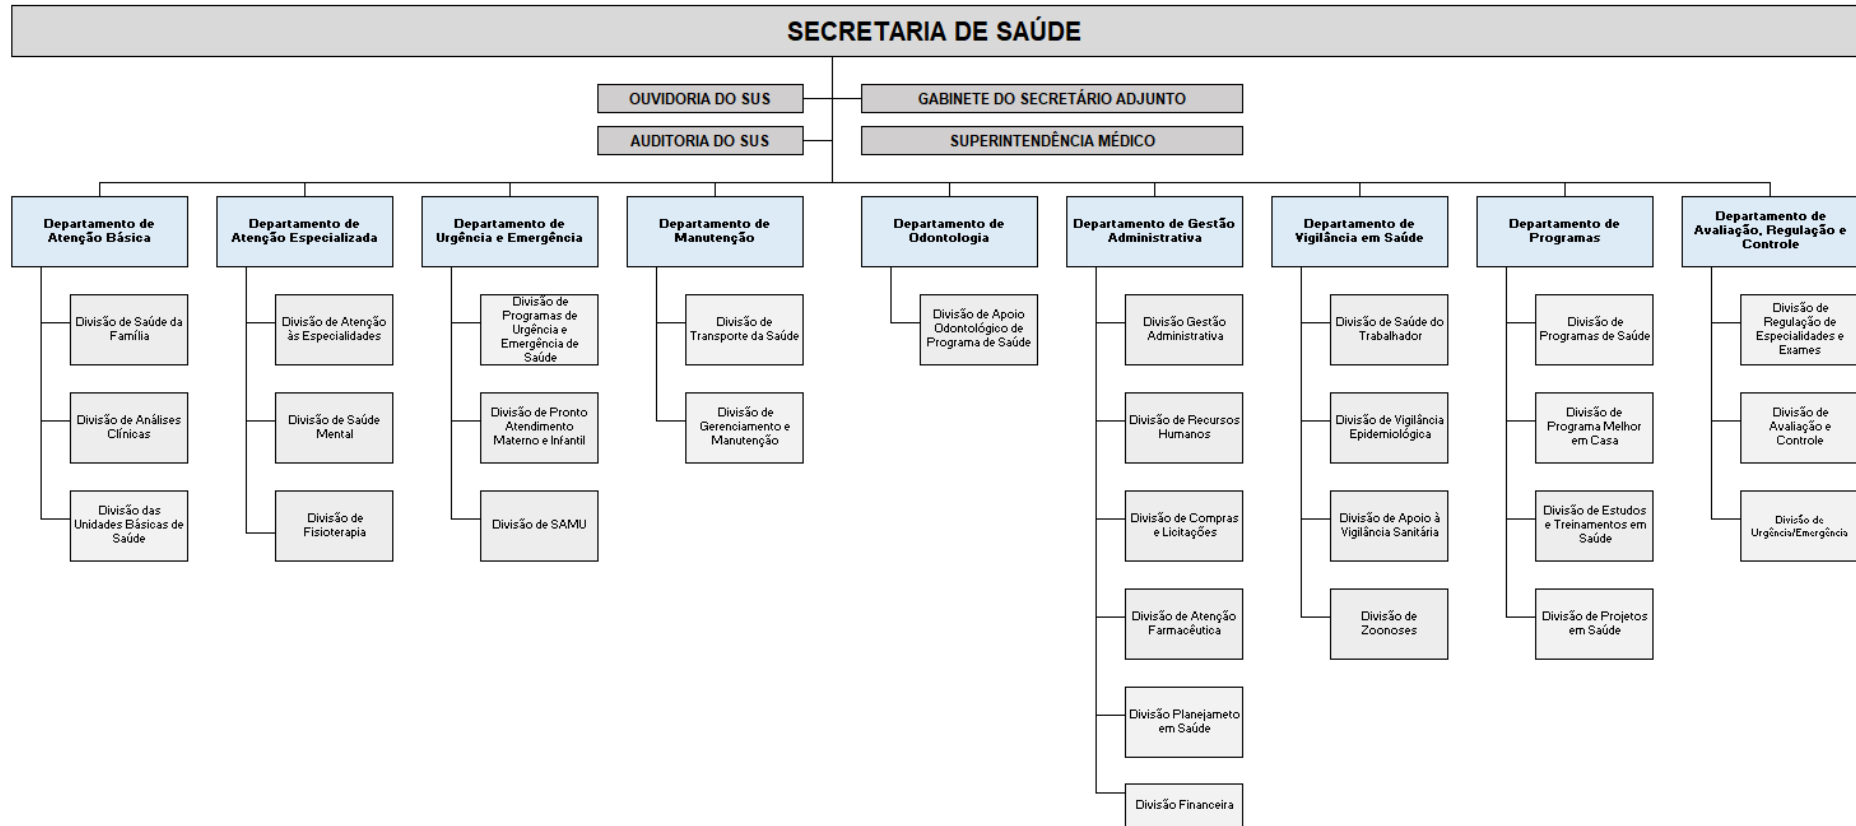 SECRETARIA DE SAÚDE
OUVIDORIA DO SUS
GABINETE DO SECRETÁRIO ADJUNTO
AUDITORIA DO SUS
SUPERINTENDÊNCIA MÉDICO
Departamento de
Atenção Básica
Departamento de
Atenção Especializada
Departamento de
Urgência e Emergência
Departamento de
Manutenção
Departamento de
Odontologia
Departamento de Gestão
Administrativa
Departamento de
Vigilância em Saúde
Departamento de
Programas
Departamento de
Avaliação, Regulação e
Controle
Divisão de Saúde da
Família
Divisão de Atenção
às Especialidades
Divisão de
Programas de
Urgência e
Emergência de
Saúde
Divisão de
Transporte da Saúde
Divisão de Apoio
Odontológico de
Programa de Saúde
Divisão Gestão
Administrativa
Divisão de Saúde do
Trabalhador
Divisão de
Programas de Saúde
Divisão de
Regulação de
Especialidades e
Exames
Divisão de Análises
Clínicas
Divisão de Saúde
Mental
Divisão de Pronto
Atendimento
Materno e Infantil
Divisão de
Gerenciamento e
Manutenção
Divisão de Recursos
Humanos
Divisão de Vigilância
Epidemiológica
Divisão de
Programa Melhor
em Casa
Divisão de
Avaliação e
Controle
Divisão das
Unidades Básicas de
Saúde
Divisão de
Fisioterapia
Divisão de SAMU
Divisão de Compras
e Licitações
Divisão de Apoio à
Vigilância Sanitária
Divisão de Estudos
e Treinamentos em
Saúde
Divisão de
Urgência/Emergência
Divisão de Atenção
Farmacêutica
Divisão de
Zoonoses
Divisão de Projetos
em Saúde
Divisão Planejameto
em Saúde
Divisão Financeira